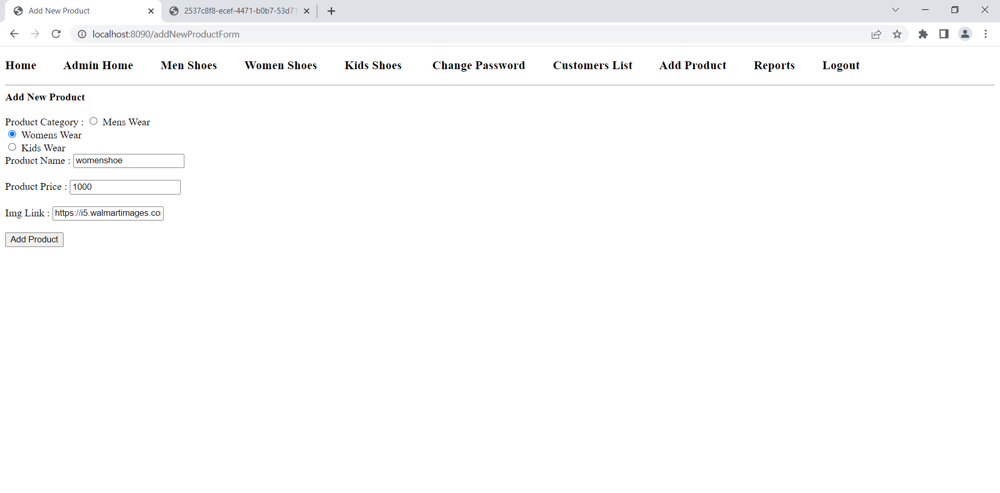 Add New Product
2537c8f8-ecef-4471-b0b7-53d71
localhost:8090/addNewProductForm
Home Admin Home Men Shoes Women Shoes Kids Shoes Change Password Customers List Add Product Reports Logout
Add New Product
Product Category : Mens Wear
Womens Wear
Kids Wear
Product Name : womenshoe
Product Price : 1000
Img Link : https://i5.walmartimages.co
Add Product